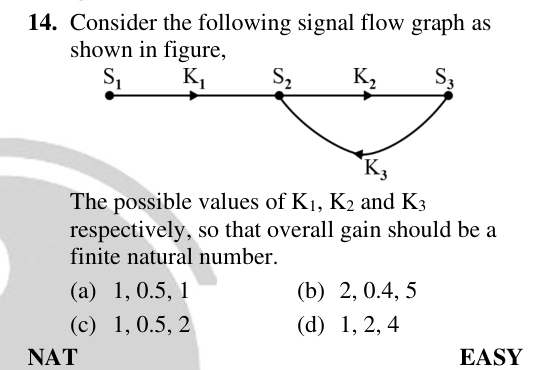 14. Consider the following signal flow graph as
shown in figure,
S₁ K₁ S₂ K₂ S₃
K₃
The possible values of K₁, K₂ and K₃
respectively, so that overall gain should be a
finite natural number.
(a) 1, 0.5, 1 (b) 2, 0.4, 5
(c) 1, 0.5, 2 (d) 1, 2, 4
NAT EASY